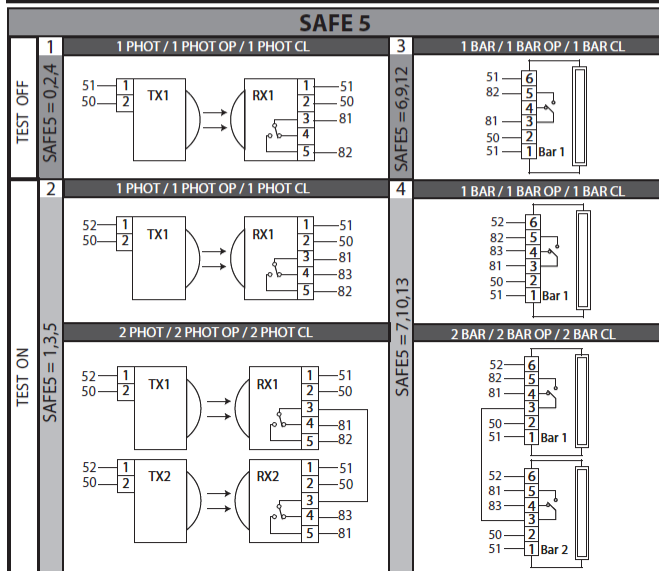 SAFE 5
TEST OFF
SAFE5 = 0,2,4
1
1 PHOT / 1 PHOT OP / 1 PHOT CL
51 1
50 2
TX1
RX1
1 51
2 50
3 81
4
5 82
3
SAFE5 = 6,9,12
1 BAR / 1 BAR OP / 1 BAR CL
51 6
82 5
4
81 3
50 2
51 1 Bar 1
TEST ON
SAFE5 = 1,3,5
2
1 PHOT / 1 PHOT OP / 1 PHOT CL
52 1
50 2
TX1
RX1
1 51
2 50
3 81
4 83
5 82
2 PHOT / 2 PHOT OP / 2 PHOT CL
52 1
50 2
TX1
RX1
1 51
2 50
3
4 81
5 82
52 1
50 2
TX2
RX2
1 51
2 50
3
4 83
5 81
4
SAFE5 = 7,10,13
1 BAR / 1 BAR OP / 1 BAR CL
52 6
82 5
83 4
81 3
50 2
51 1 Bar 1
2 BAR / 2 BAR OP / 2 BAR CL
52 6
82 5
81 4
3
50 2
51 1 Bar 1
52 6
81 5
83 4
3
50 2
51 1 Bar 2